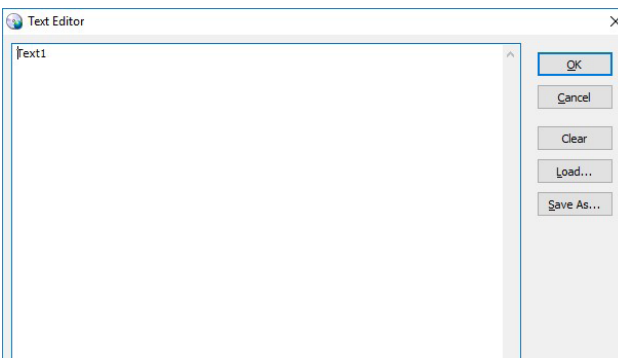 Text Editor
Text1
OK
Cancel
Clear
Load...
Save As...